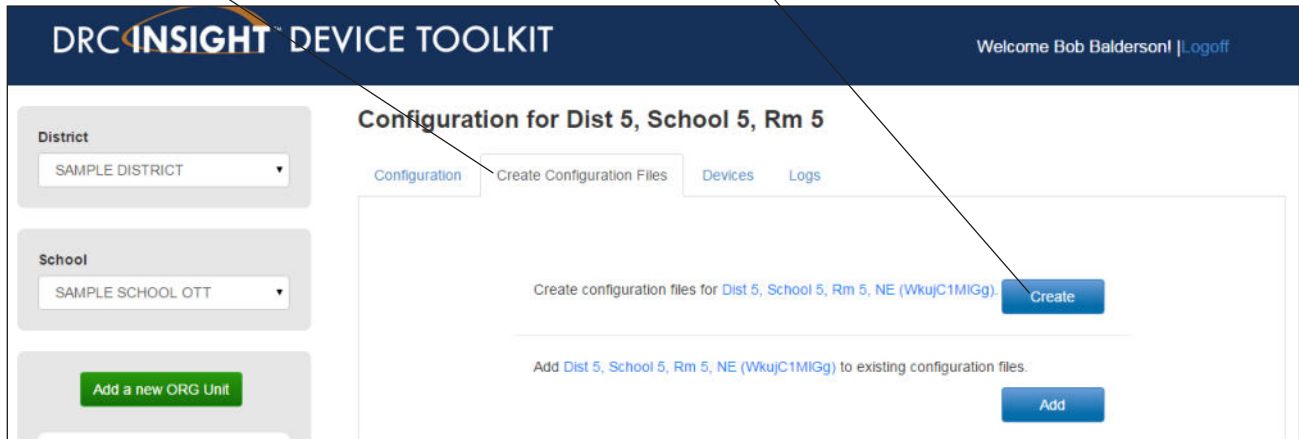 DRC INSIGHT™ DEVICE TOOLKIT
Welcome Bob Balderson! |Logoff
District
SAMPLE DISTRICT
School
SAMPLE SCHOOL OTT
Add a new ORG Unit
Configuration for Dist 5, School 5, Rm 5
Configuration Create Configuration Files Devices Logs
Create configuration files for Dist 5, School 5, Rm 5, NE (WkujC1MIGg). Create
Add Dist 5, School 5, Rm 5, NE (WkujC1MIGg) to existing configuration files.
Add